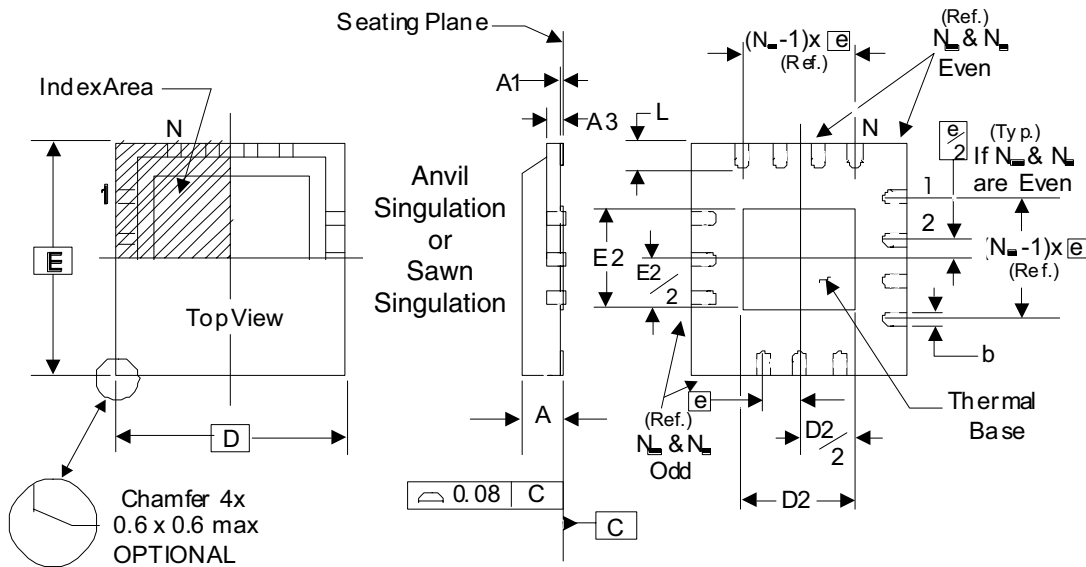 Seating Plane
(Ref.)
N & N
Even
(N -1)x e
(Ref.)
A1
A3
L
N
Index Area
N
1
e/2
(Typ.)
If N & N
are Even
1
2
(N -1)x e
(Ref.)
Anvil
Singulation
or
Sawn
Singulation
E2
E2/2
E
Top View
b
A
e
D2/2
Thermal
Base
(Ref.)
N & N
Odd
D
D2
0.08 C
C
Chamfer 4x
0.6 x 0.6 max
OPTIONAL